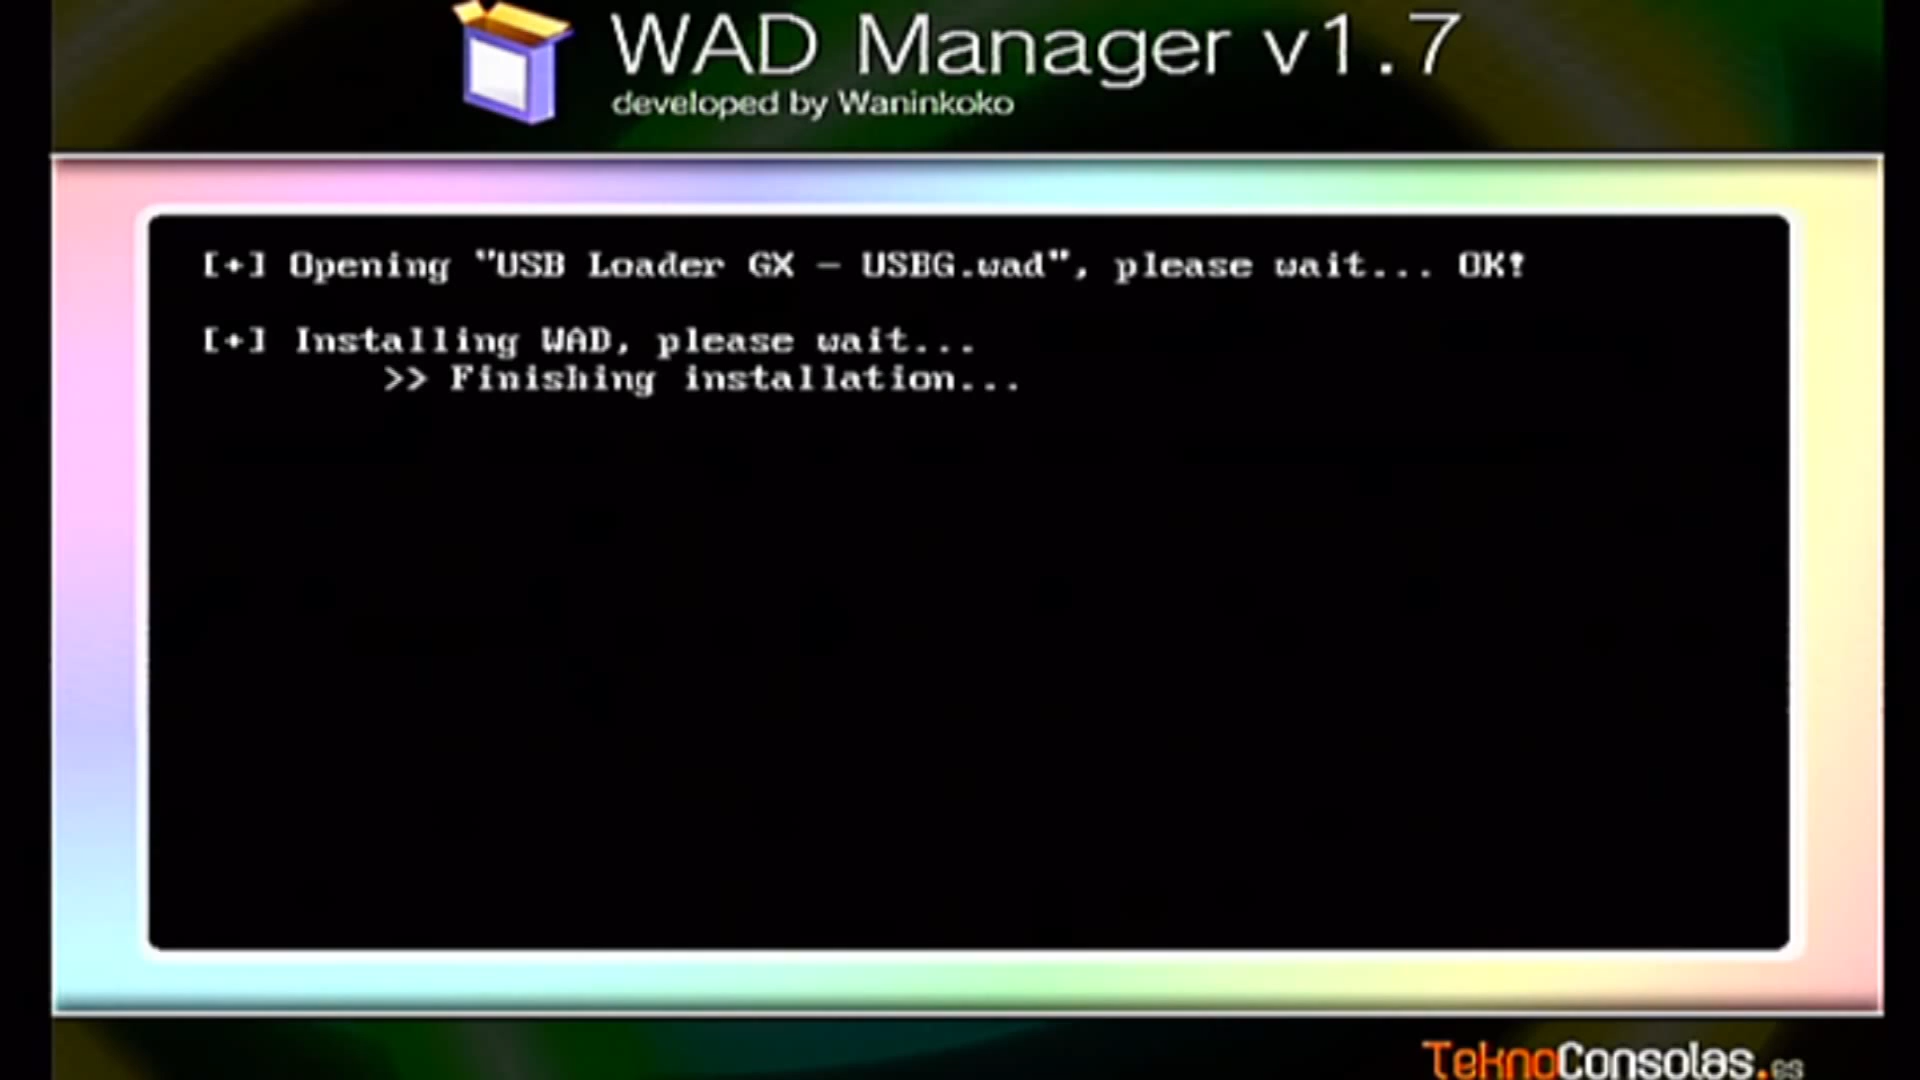 WAD Manager v1.7
developed by Waninkoko
[+] Opening "USB Loader GX - USBG.wad", please wait... OK!
[+] Installing WAD, please wait...
>> Finishing installation...
TeknoConsolas.es